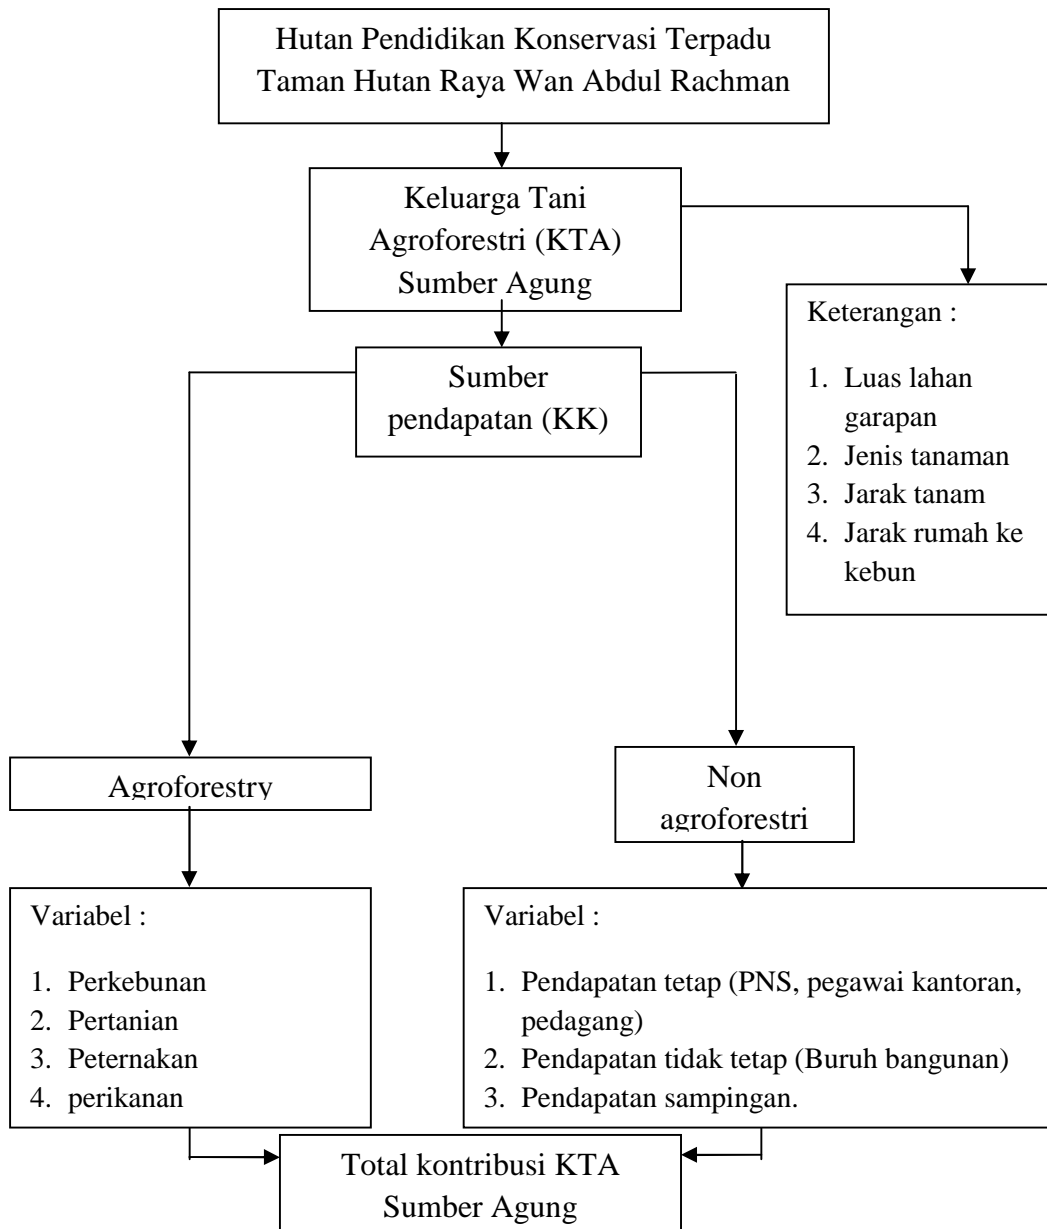 Hutan Pendidikan Konservasi Terpadu
Taman Hutan Raya Wan Abdul Rachman
Keluarga Tani
Agroforestri (KTA)
Sumber Agung
Keterangan :
1. Luas lahan
garapan
2. Jenis tanaman
3. Jarak tanam
4. Jarak rumah ke
kebun
Sumber
pendapatan (KK)
Agroforestry
Non
agroforestri
Variabel :
1. Perkebunan
2. Pertanian
3. Peternakan
4. perikanan
Variabel :
1. Pendapatan tetap (PNS, pegawai kantoran,
pedagang)
2. Pendapatan tidak tetap (Buruh bangunan)
3. Pendapatan sampingan.
Total kontribusi KTA
Sumber Agung